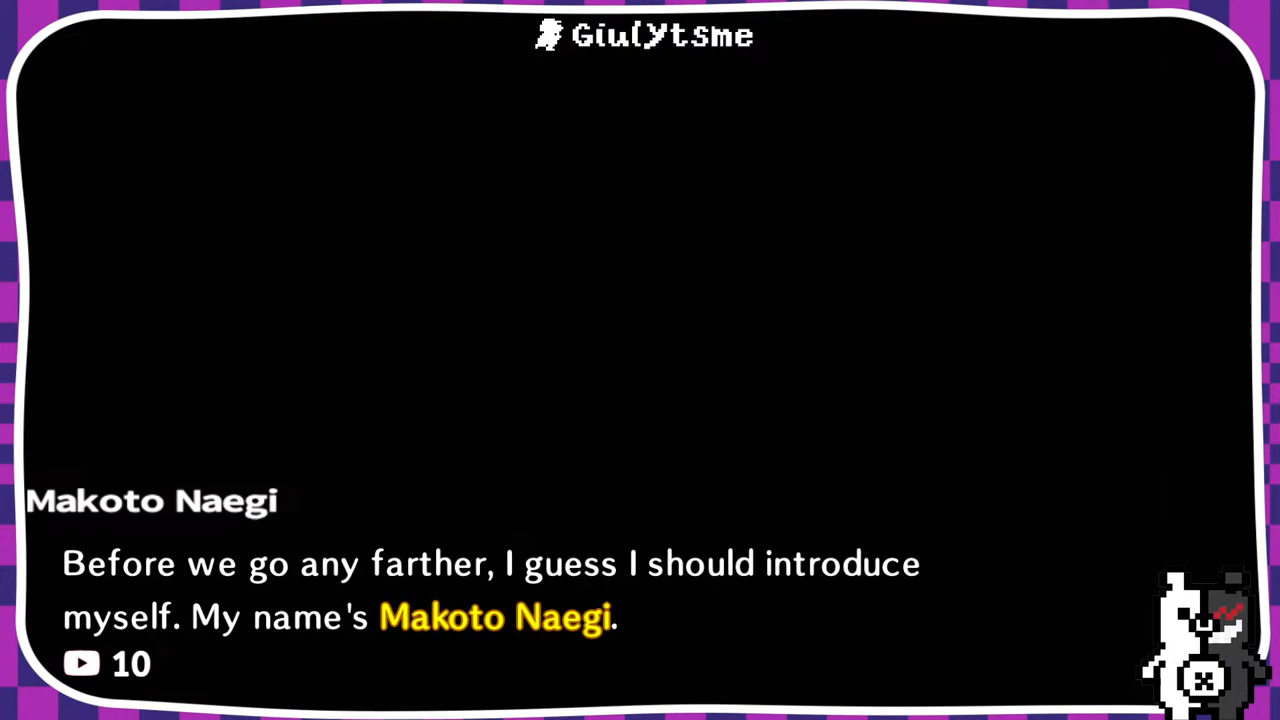 GiulytSme
Makoto Naegi
Before we go any farther, I guess I should introduce
myself. My name's Makoto Naegi.
10